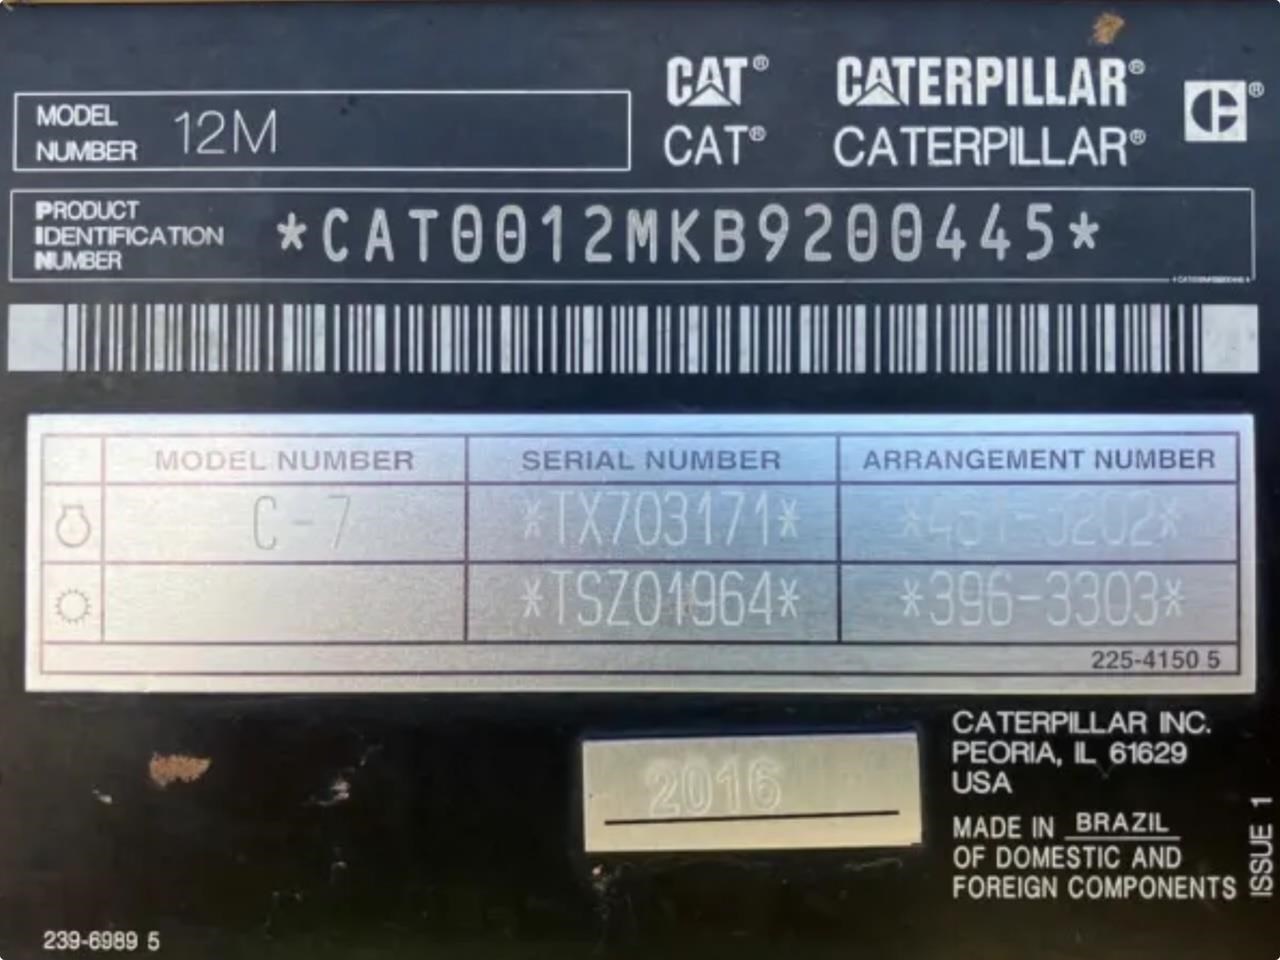 CAT® CATERPILLAR®
MODEL NUMBER 12M
CAT® CATERPILLAR®
PRODUCT IDENTIFICATION NUMBER *CAT0012MKB9200445*
MODEL NUMBER SERIAL NUMBER ARRANGEMENT NUMBER
C-7 *TX703171*
*TSZ01964* *396-3303*
225-4150 5
2016
CATERPILLAR INC.
PEORIA, IL 61629
USA
MADE IN BRAZIL
OF DOMESTIC AND
FOREIGN COMPONENTS
ISSUE 1
239-6989 5